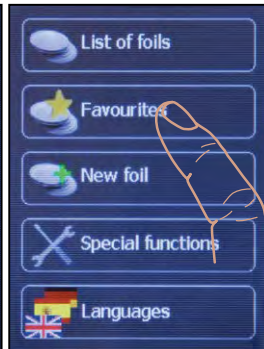 List of foils
Favourites
New foil
Special functions
Languages